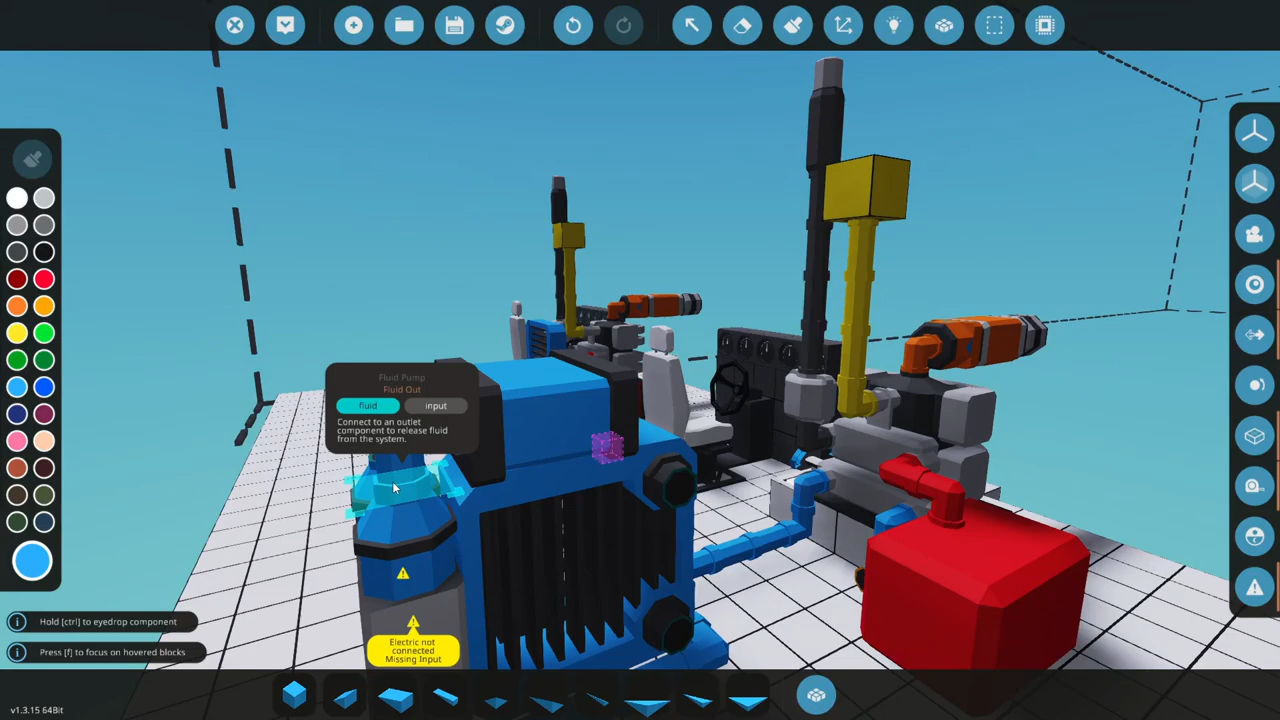 Fluid Pump
Fluid Out
fluid
input
Connect to an outlet
component to release fluid
from the system.
Electric not
connected
Missing Input
Hold [ctrl] to eyedrop component
Press [f] to focus on hovered blocks
v1.3.15 64Bit